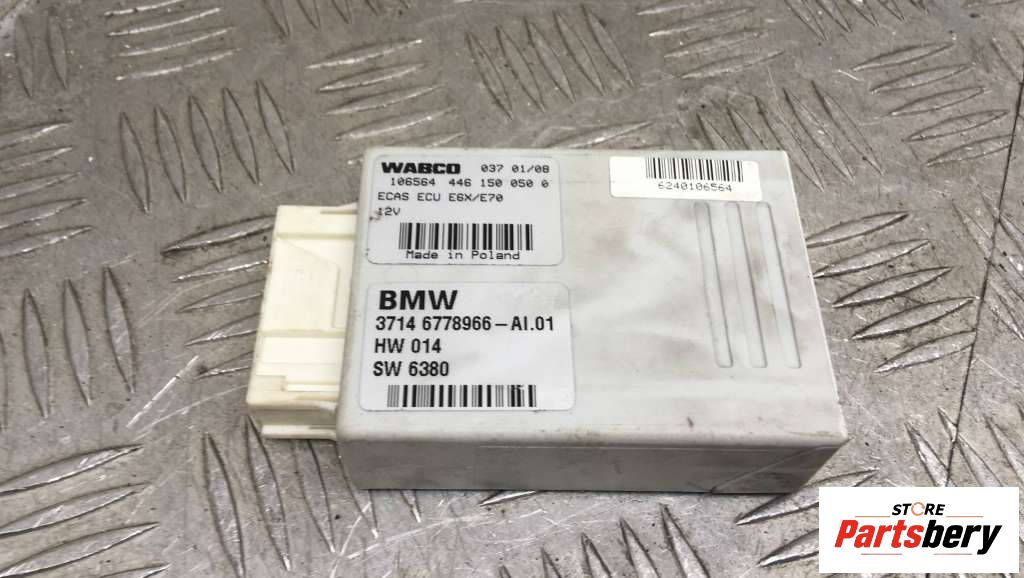 WABCO 037 01/08
106564 446 150 050 0
ECAS ECU E6X/E70
12V
Made in Poland
6240106564
BMW
3714 6778966-AI.01
HW 014
SW 6380
STORE
Partsbery